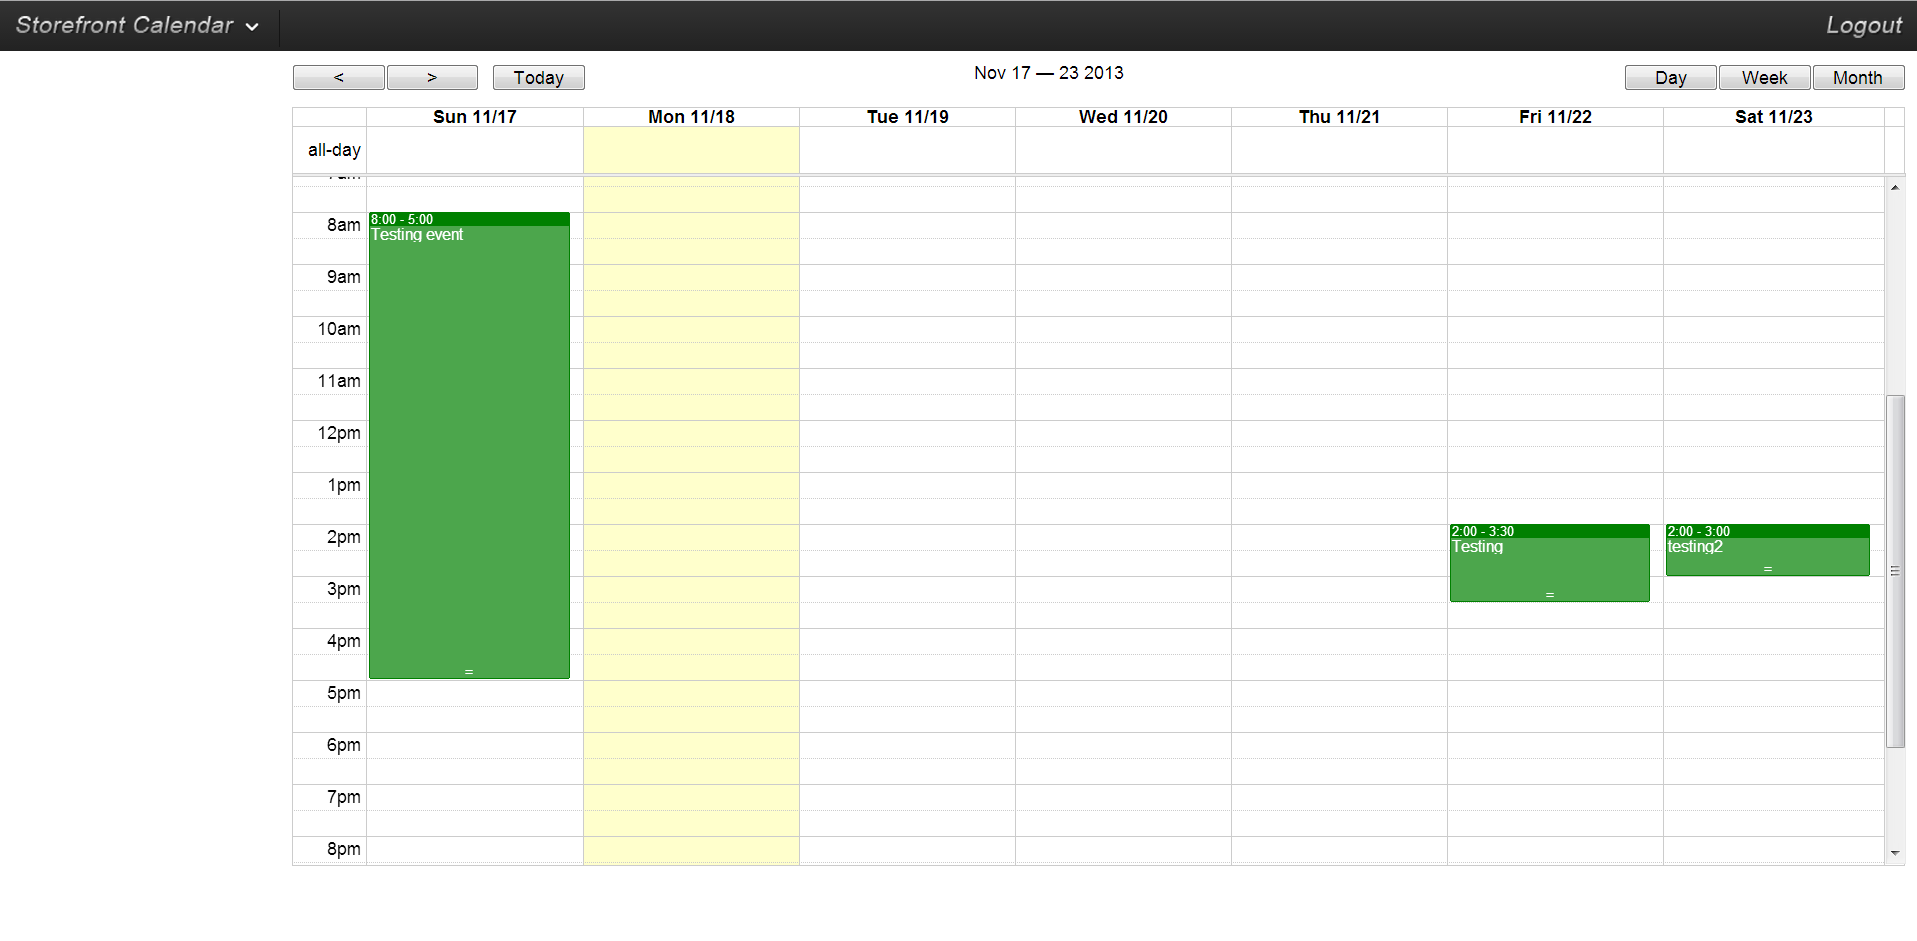 Storefront Calendar
Logout
<
>
Today
Nov 17 — 23 2013
Day
Week
Month
Sun 11/17
Mon 11/18
Tue 11/19
Wed 11/20
Thu 11/21
Fri 11/22
Sat 11/23
all-day
8am
8:00 - 5:00
Testing event
9am
10am
11am
12pm
1pm
2pm
2:00 - 3:30
Testing
2:00 - 3:00
testing2
=
3pm
=
4pm
=
5pm
6pm
7pm
8pm